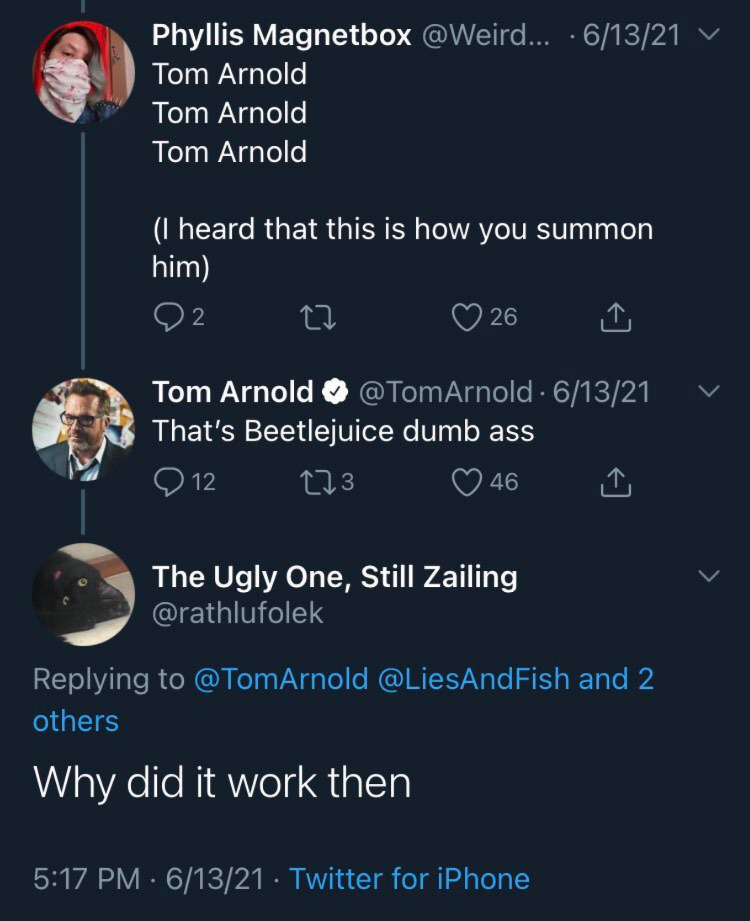 Phyllis Magnetbox @Weird... · 6/13/21
Tom Arnold
Tom Arnold
Tom Arnold
(I heard that this is how you summon
him)
2 26
Tom Arnold @TomArnold · 6/13/21
That's Beetlejuice dumb ass
12 3 46
The Ugly One, Still Zailing
@rathlufolek
Replying to @TomArnold @LiesAndFish and 2
others
Why did it work then
5:17 PM · 6/13/21 · Twitter for iPhone